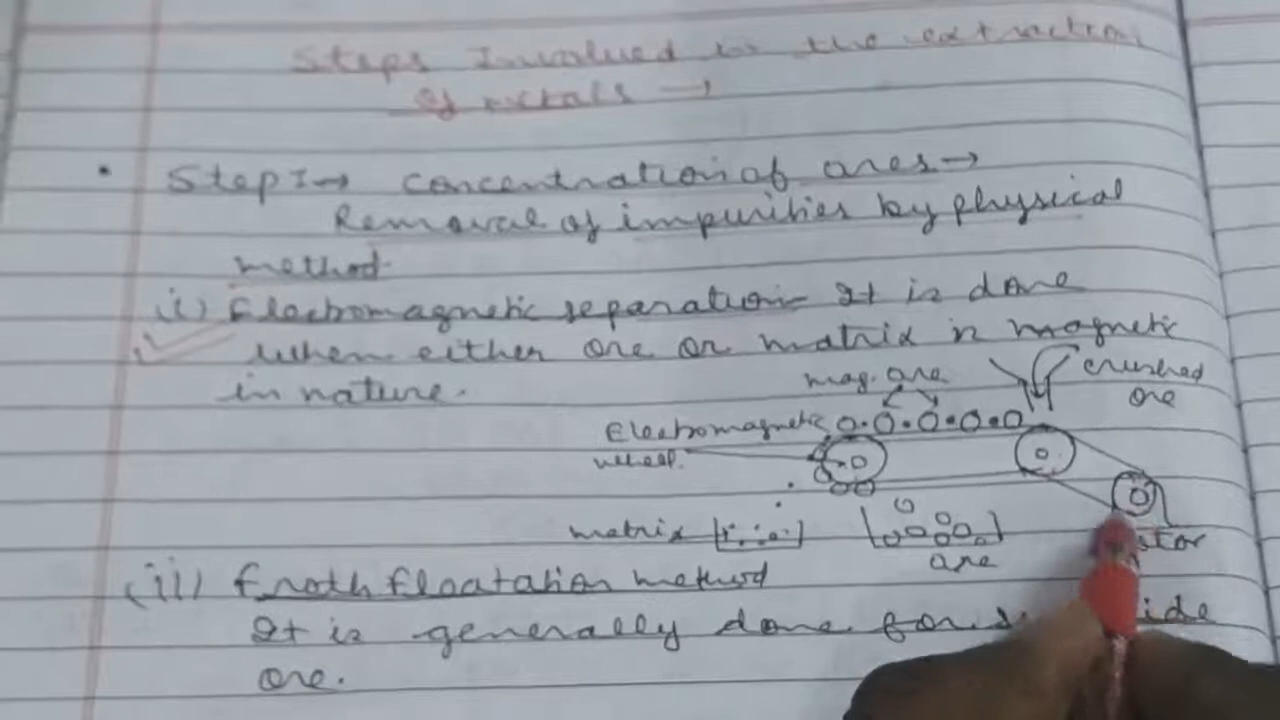 Steps Involved in the extraction
of metals →
• Step I → Concentration of ores →
Removal of impurities by physical
method.
(i) Electromagnetic separation - It is done
when either ore or matrix is magnetic
in nature.
mag. ore
crushed
ore
Electromagnetic
wheel.
matrix
ore
(ii) froth floatation method
It is generally done for
ore.